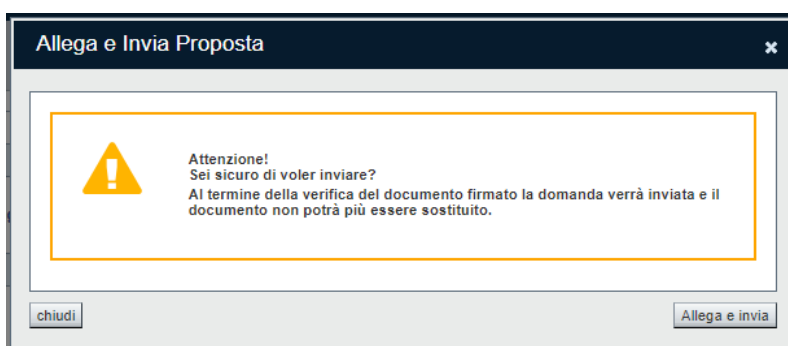 Allega e Invia Proposta
Attenzione!
Sei sicuro di voler inviare?
Al termine della verifica del documento firmato la domanda verrà inviata e il
documento non potrà più essere sostituito.
chiudi
Allega e invia